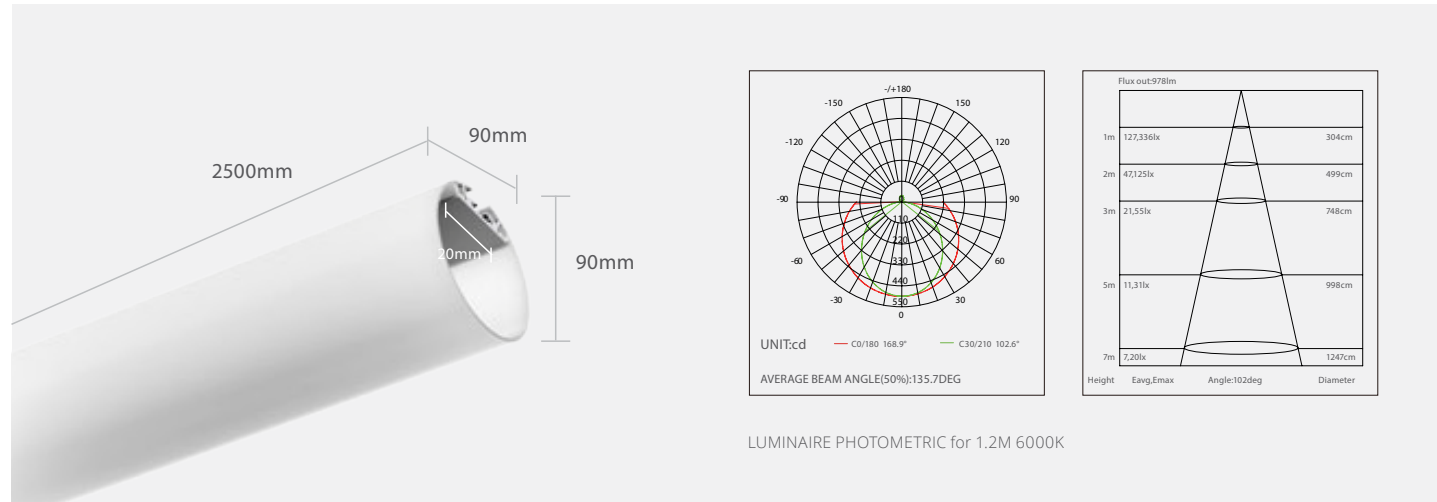 2500mm
90mm
20mm
90mm
-/+180
-150 150
-120 120
-90 0 90
110
220
-60 330 60
440
-30 550 30
0
UNIT:cd C0/180 168.9° C30/210 102.6°
AVERAGE BEAM ANGLE(50%):135.7DEG
Flux out:978lm
1m 127,336lx 304cm
2m 47,125lx 499cm
3m 21,55lx 748cm
5m 11,31lx 998cm
7m 7,20lx 1247cm
Height Eavg,Emax Angle:102deg Diameter
LUMINAIRE PHOTOMETRIC for 1.2M 6000K